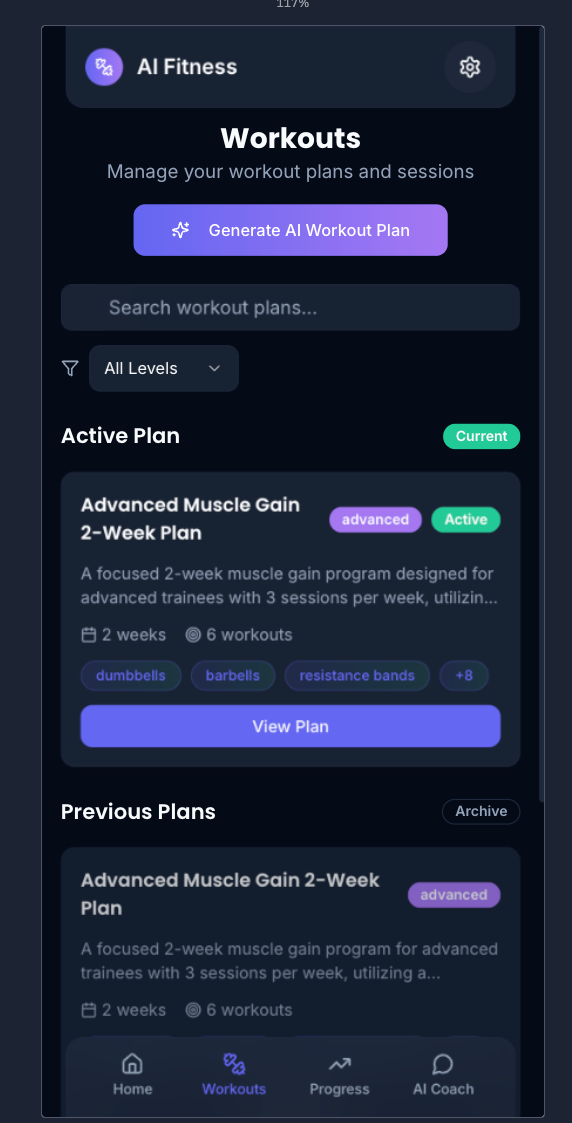 117%
AI Fitness
Workouts
Manage your workout plans and sessions
Generate AI Workout Plan
Search workout plans...
All Levels
Active Plan
Current
Advanced Muscle Gain
2-Week Plan
advanced
Active
A focused 2-week muscle gain program designed for
advanced trainees with 3 sessions per week, utilizin...
2 weeks
6 workouts
dumbbells
barbells
resistance bands
+8
View Plan
Previous Plans
Archive
Advanced Muscle Gain 2-Week
Plan
advanced
A focused 2-week muscle gain program for advanced
trainees with 3 sessions per week, utilizing a...
2 weeks
6 workouts
Home
Workouts
Progress
AI Coach